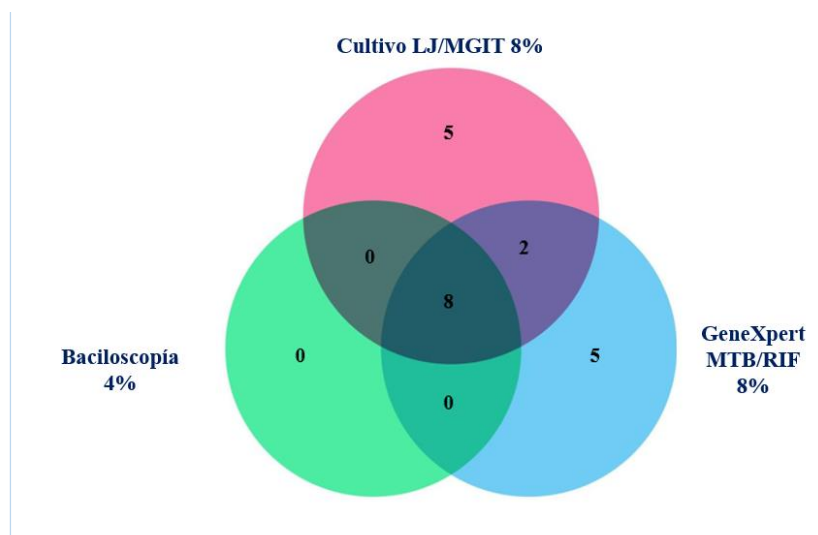 Cultivo LJ/MGIT 8%
5
0
2
8
Baciloscopía
4%
0
5
GeneXpert
MTB/RIF
8%
0